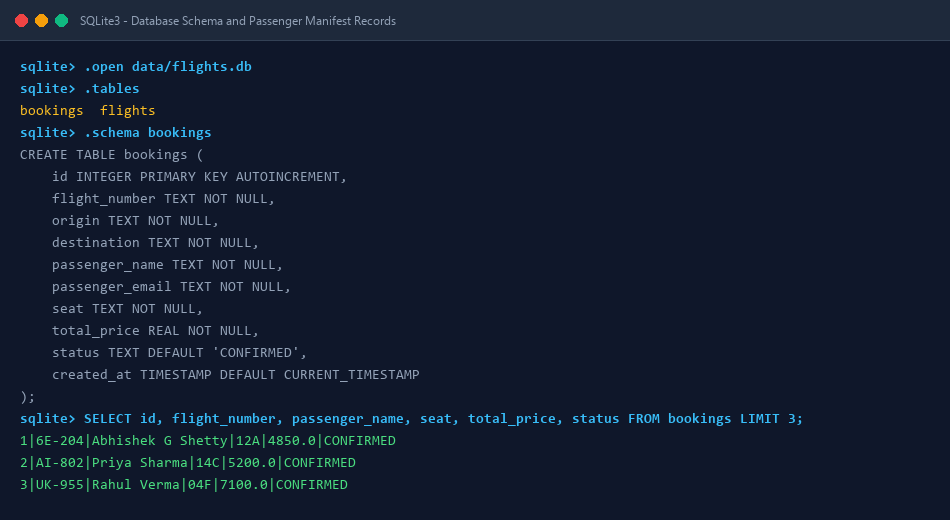 SQLite3 - Database Schema and Passenger Manifest Records
sqlite> .open data/flights.db
sqlite> .tables
bookings  flights
sqlite> .schema bookings
CREATE TABLE bookings (
    id INTEGER PRIMARY KEY AUTOINCREMENT,
    flight_number TEXT NOT NULL,
    origin TEXT NOT NULL,
    destination TEXT NOT NULL,
    passenger_name TEXT NOT NULL,
    passenger_email TEXT NOT NULL,
    seat TEXT NOT NULL,
    total_price REAL NOT NULL,
    status TEXT DEFAULT 'CONFIRMED',
    created_at TIMESTAMP DEFAULT CURRENT_TIMESTAMP
);
sqlite> SELECT id, flight_number, passenger_name, seat, total_price, status FROM bookings LIMIT 3;
1|6E-204|Abhishek G Shetty|12A|4850.0|CONFIRMED
2|AI-802|Priya Sharma|14C|5200.0|CONFIRMED
3|UK-955|Rahul Verma|04F|7100.0|CONFIRMED